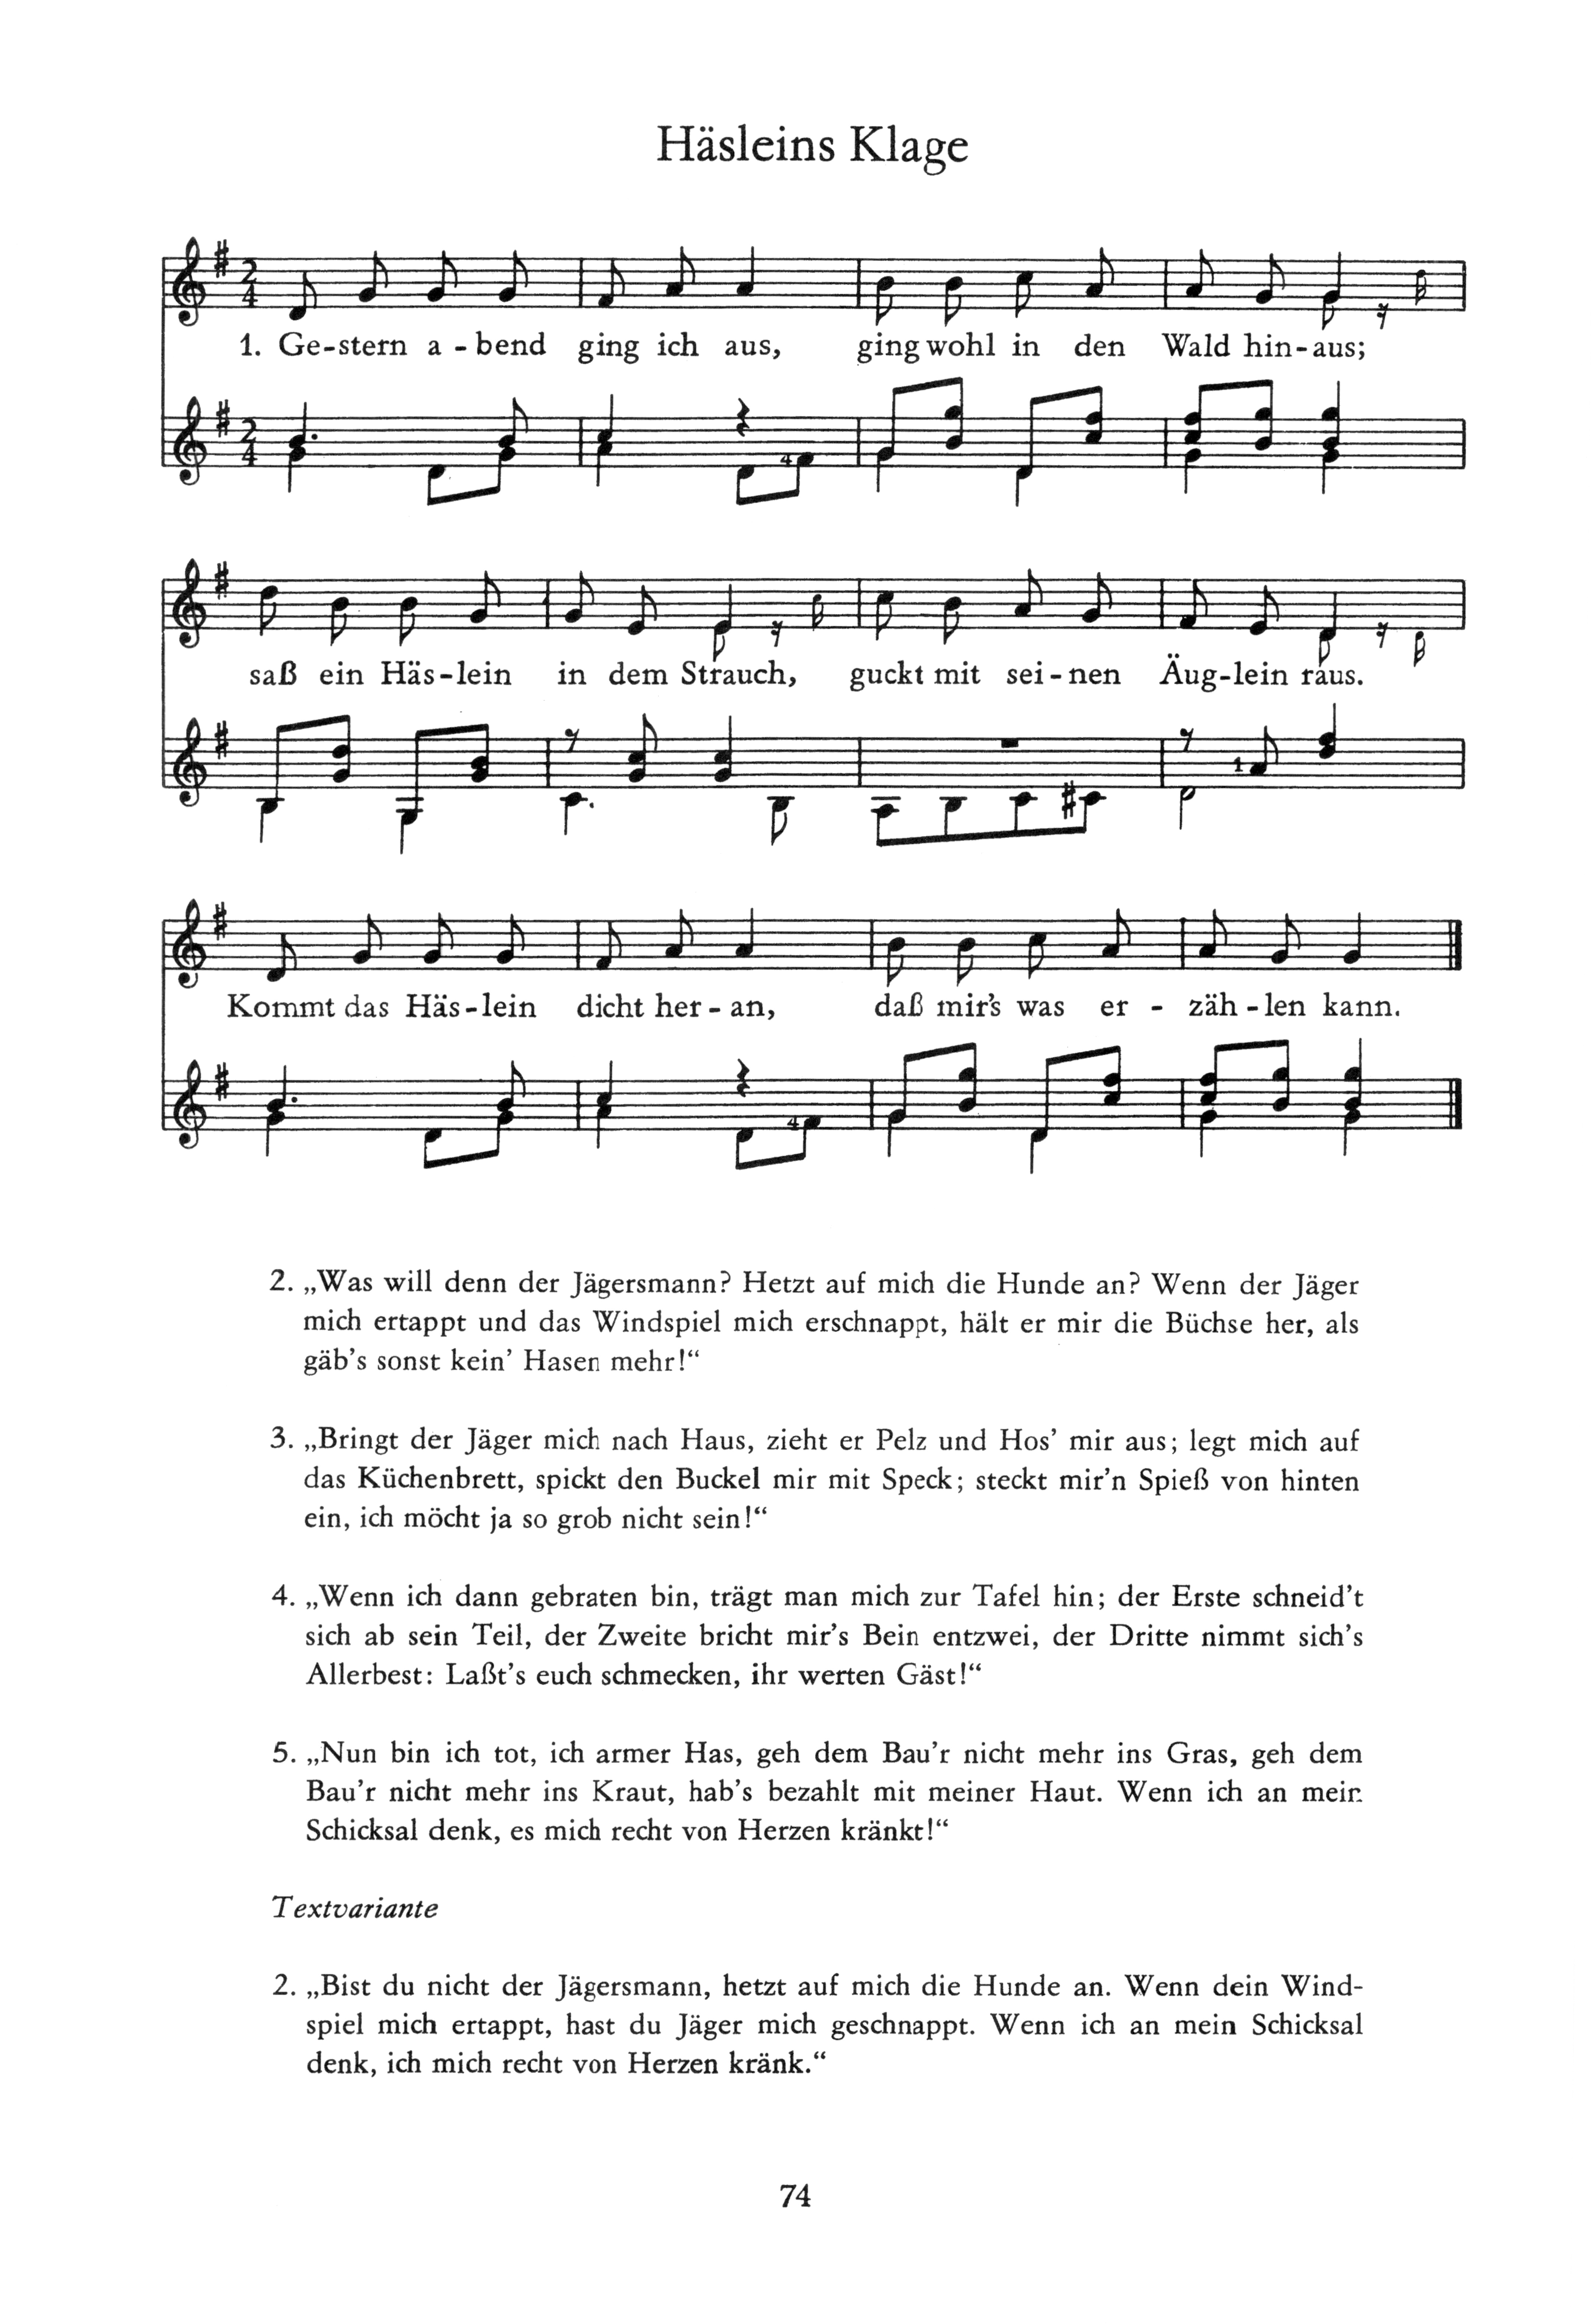 Häsleins Klage
1. Ge-stern a - bend ging ich aus, ging wohl in den Wald hin-aus;
4
saß ein Häs-lein in dem Strauch, guckt mit sei-nen Äug-lein raus.
1
Kommt das Häs-lein dicht her-an, daß mir's was er - zäh-len kann.
4
2. „Was will denn der Jägersmann? Hetzt auf mich die Hunde an? Wenn der Jäger
mich ertappt und das Windspiel mich erschnappt, hält er mir die Büchse her, als
gäb's sonst kein' Hasen mehr!“
3. „Bringt der Jäger mich nach Haus, zieht er Pelz und Hos' mir aus; legt mich auf
das Küchenbrett, spickt den Buckel mir mit Speck; steckt mir'n Spieß von hinten
ein, ich möcht ja so grob nicht sein!“
4. „Wenn ich dann gebraten bin, trägt man mich zur Tafel hin; der Erste schneid't
sich ab sein Teil, der Zweite bricht mir's Bein entzwei, der Dritte nimmt sich's
Allerbest: Laßt's euch schmecken, ihr werten Gäst!“
5. „Nun bin ich tot, ich armer Has, geh dem Bau'r nicht mehr ins Gras, geh dem
Bau'r nicht mehr ins Kraut, hab's bezahlt mit meiner Haut. Wenn ich an mein
Schicksal denk, es mich recht von Herzen kränkt!“
Textvariante
2. „Bist du nicht der Jägersmann, hetzt auf mich die Hunde an. Wenn dein Wind-
spiel mich ertappt, hast du Jäger mich geschnappt. Wenn ich an mein Schicksal
denk, ich mich recht von Herzen kränk.“
74